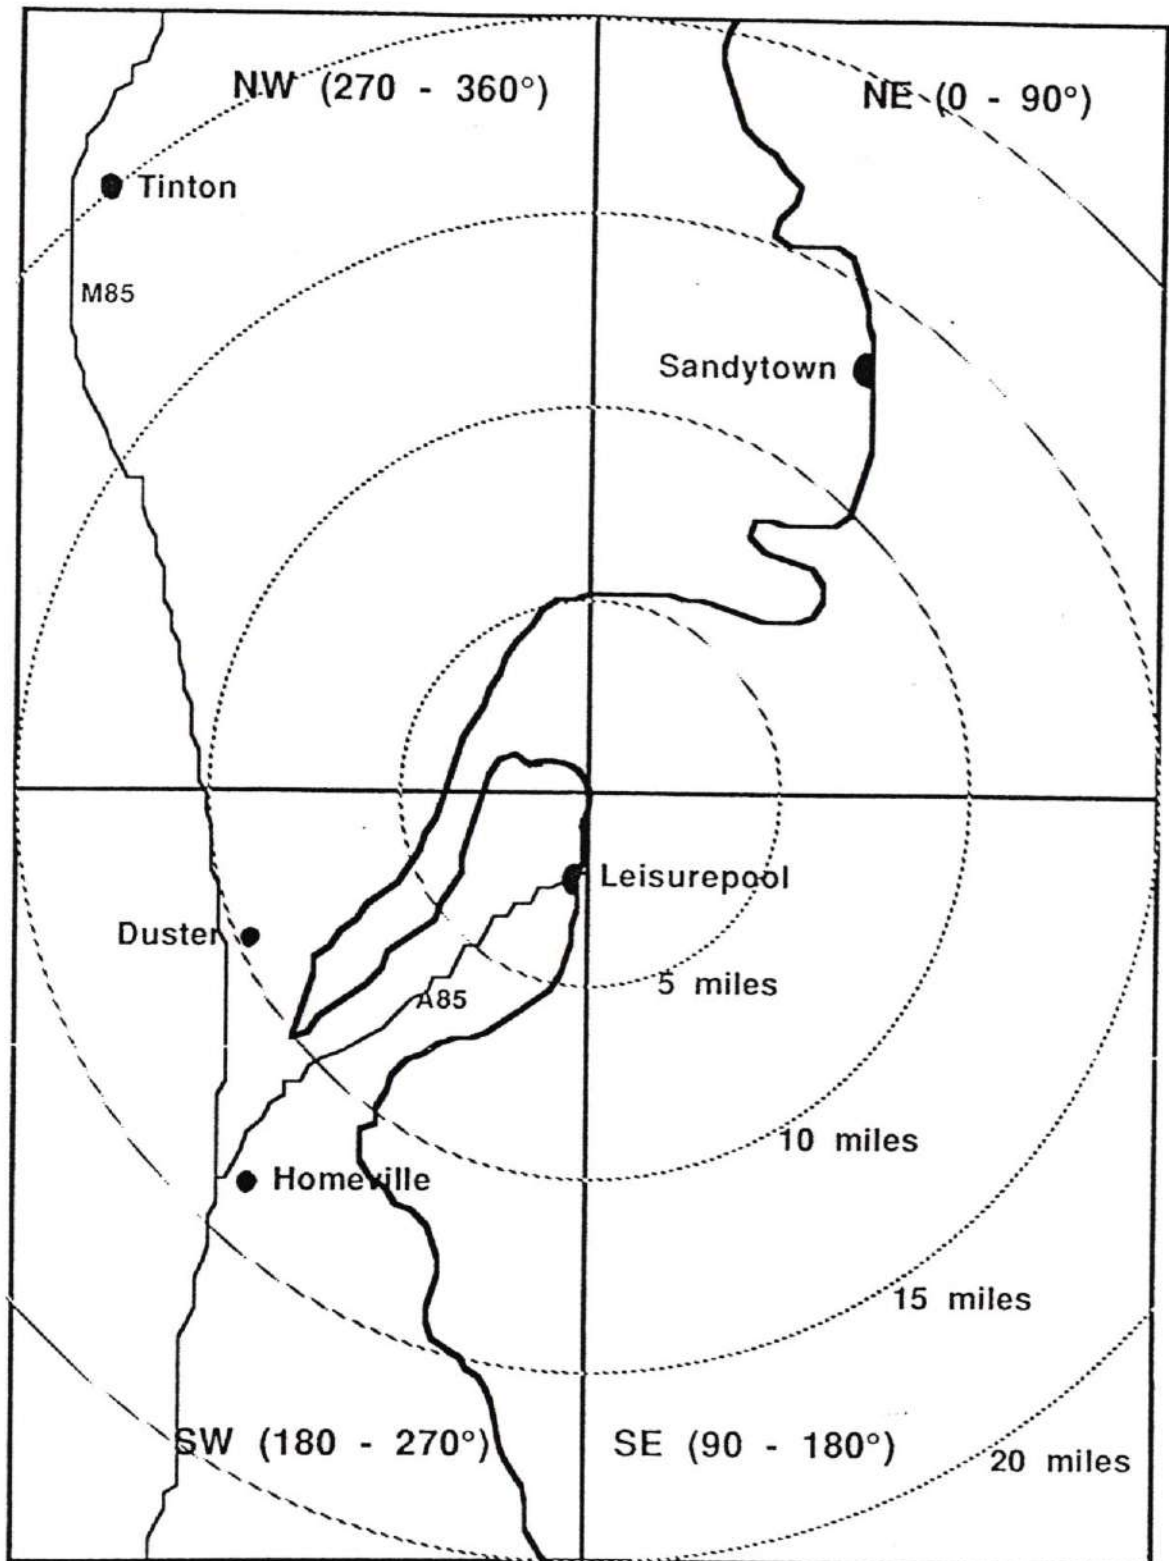 NW (270 - 360°)
NE (0 - 90°)
Tinton
M85
Sandytown
Leisurepool
Duster
5 miles
A85
10 miles
Homeville
15 miles
SW (180 - 270°)
SE (90 - 180°)
20 miles